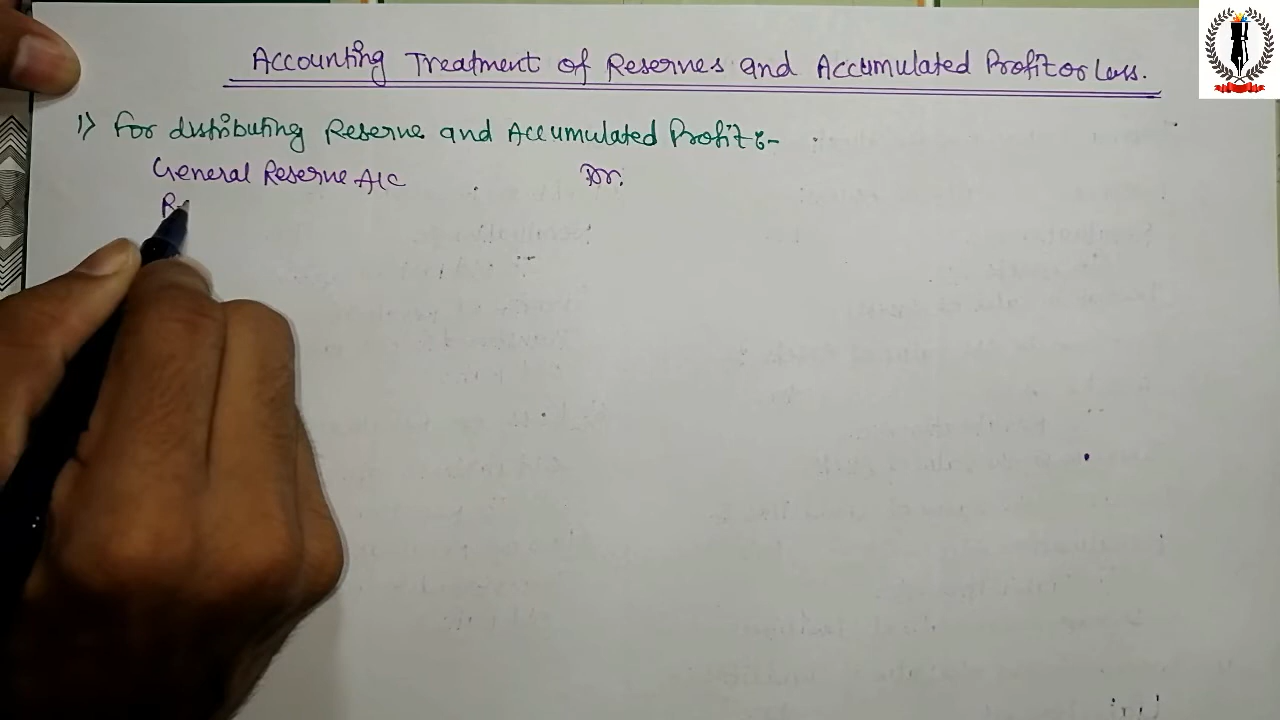 Accounting Treatment of Reserves and Accumulated Profit or Loss.
1) For distributing Reserve and Accumulated Profit :-
General Reserve A/c Dr.